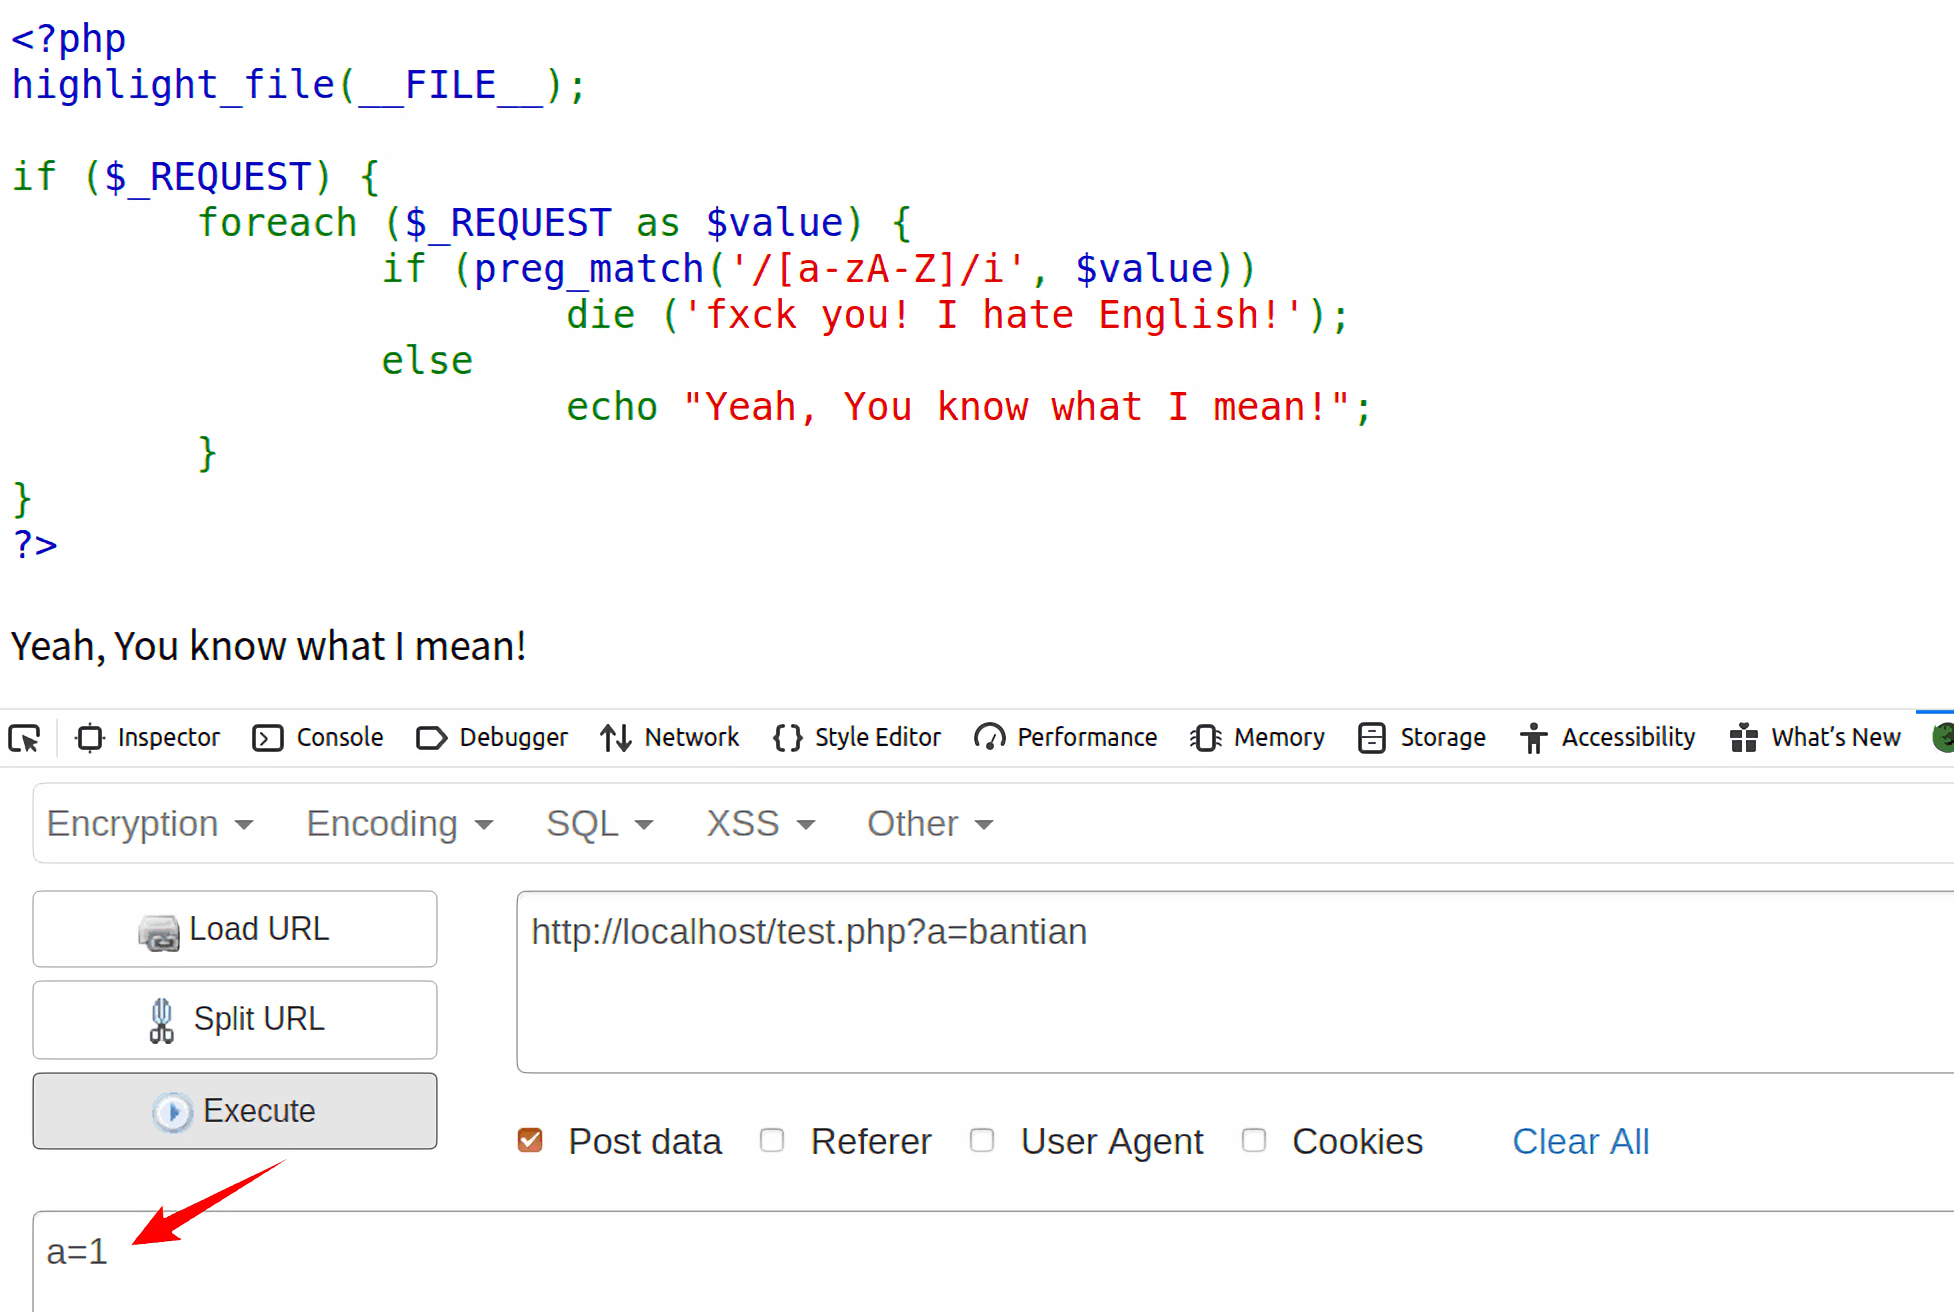 <?php
highlight_file(__FILE__);
if ($_REQUEST) {
foreach ($_REQUEST as $value) {
if (preg_match('/[a-zA-Z]/i', $value))
die ('fxck you! I hate English!');
else
echo "Yeah, You know what I mean!";
}
}
?>
Yeah, You know what I mean!
Inspector Console Debugger Network Style Editor Performance Memory Storage Accessibility What's New
Encryption Encoding SQL XSS Other
Load URL
http://localhost/test.php?a=bantian
Split URL
Execute
Post data Referer User Agent Cookies Clear All
a=1